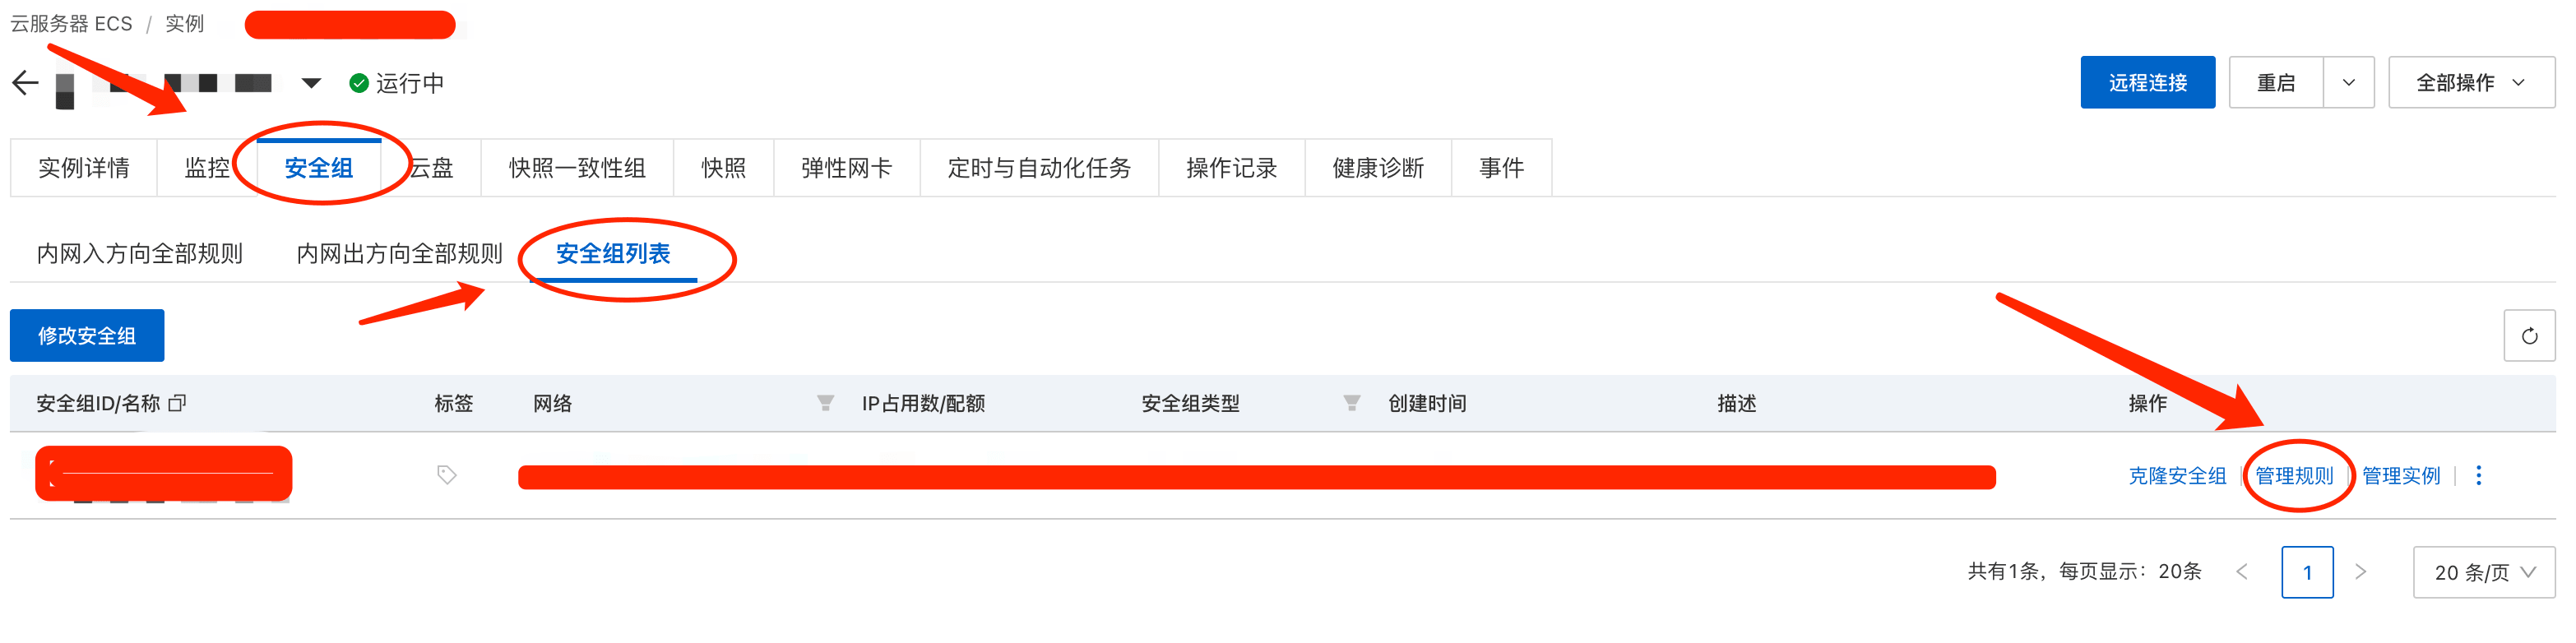 云服务器 ECS / 实例
运行中
远程连接 重启 全部操作
实例详情 监控 安全组 云盘 快照一致性组 快照 弹性网卡 定时与自动化任务 操作记录 健康诊断 事件
内网入方向全部规则 内网出方向全部规则 安全组列表
修改安全组
安全组ID/名称 标签 网络 IP占用数/配额 安全组类型 创建时间 描述 操作
克隆安全组 | 管理规则 | 管理实例 |
共有1条，每页显示：20条 < 1 > 20 条/页